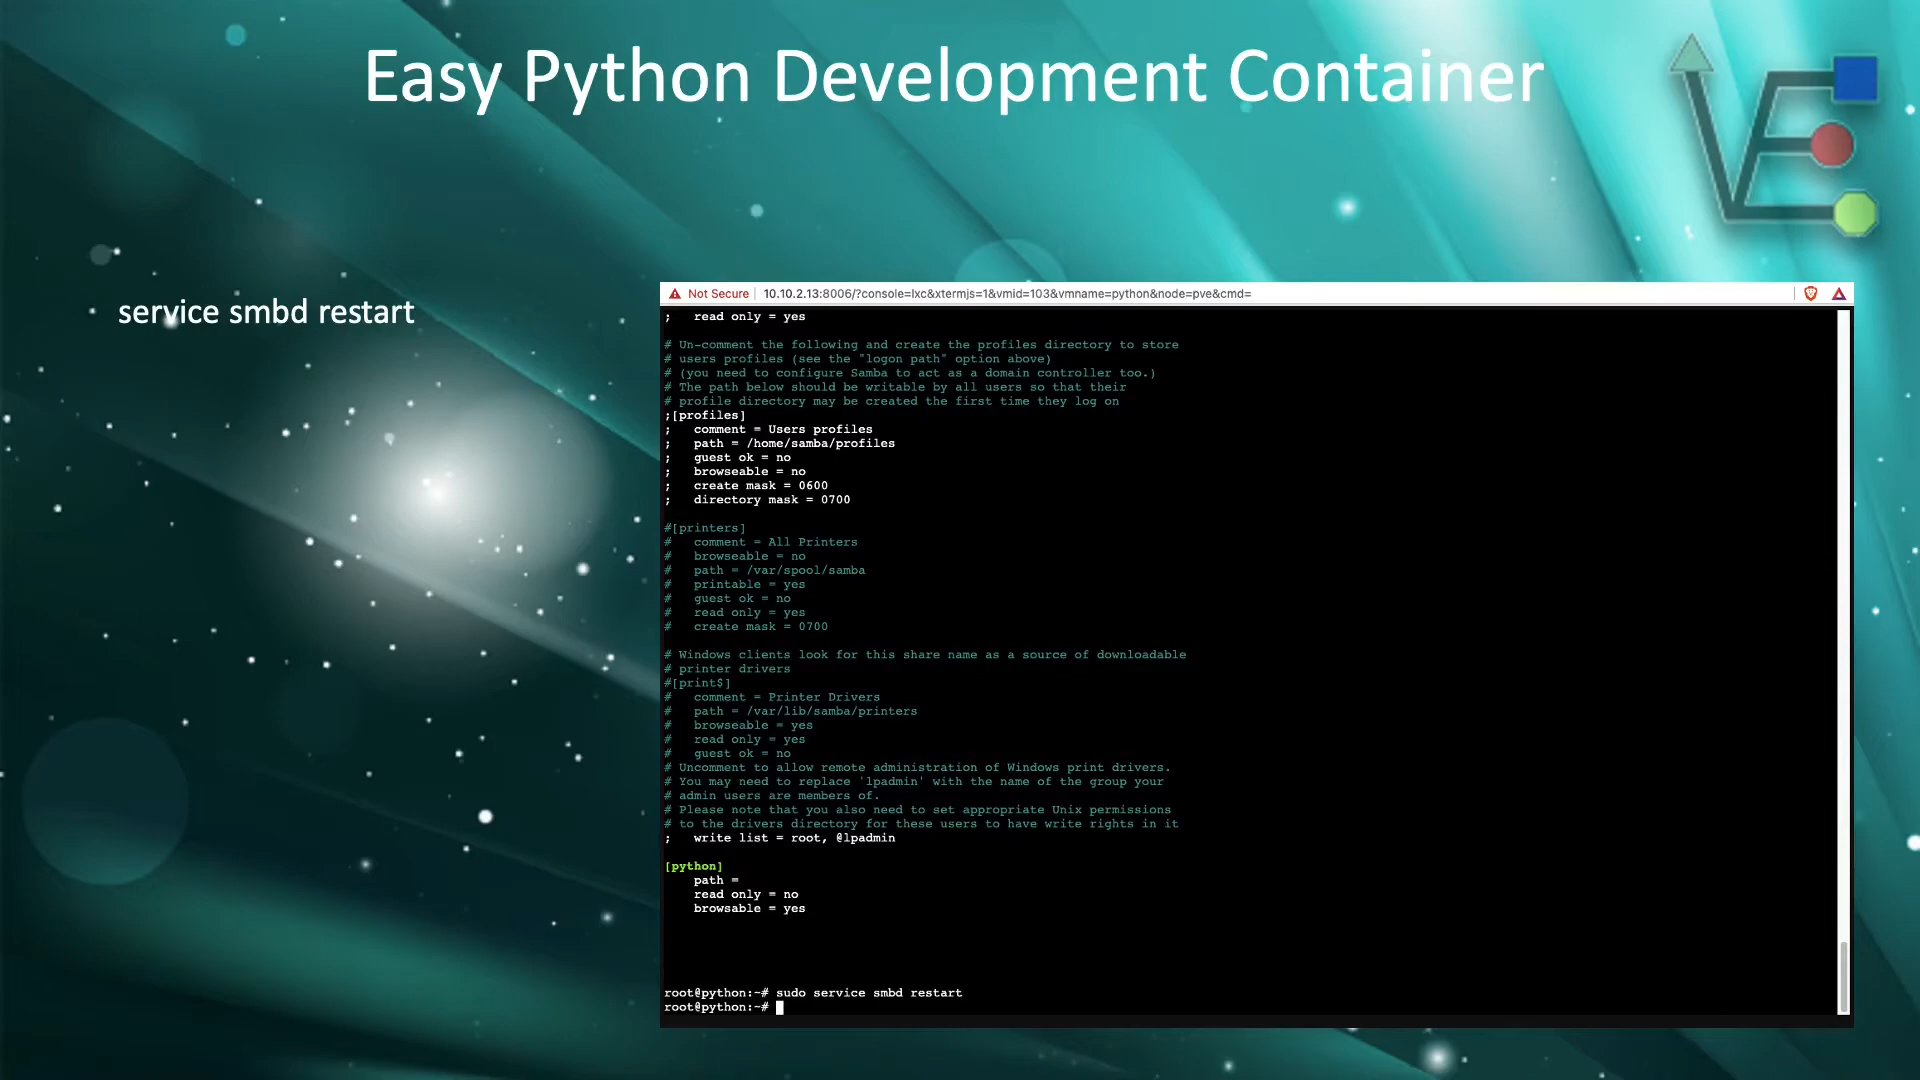 Easy Python Development Container
service smbd restart
Not Secure 10.10.2.13:8006/?console=lxc&xtermjs=1&vmid=103&vmname=python&node=pve&cmd=
;   read only = yes
# Un-comment the following and create the profiles directory to store
# users profiles (see the "logon path" option above)
# (you need to configure Samba to act as a domain controller too.)
# The path below should be writable by all users so that their
# profile directory may be created the first time they log on
;[profiles]
;   comment = Users profiles
;   path = /home/samba/profiles
;   guest ok = no
;   browseable = no
;   create mask = 0600
;   directory mask = 0700
#[printers]
#   comment = All Printers
#   browseable = no
#   path = /var/spool/samba
#   printable = yes
#   guest ok = no
#   read only = yes
#   create mask = 0700
# Windows clients look for this share name as a source of downloadable
# printer drivers
#[print$]
#   comment = Printer Drivers
#   path = /var/lib/samba/printers
#   browseable = yes
#   read only = yes
#   guest ok = no
# Uncomment to allow remote administration of Windows print drivers.
# You may need to replace 'lpadmin' with the name of the group your
# admin users are members of.
# Please note that you also need to set appropriate Unix permissions
# to the drivers directory for these users to have write rights in it
;   write list = root, @lpadmin
[python]
    path =
    read only = no
    browsable = yes
root@python:~# sudo service smbd restart
root@python:~#